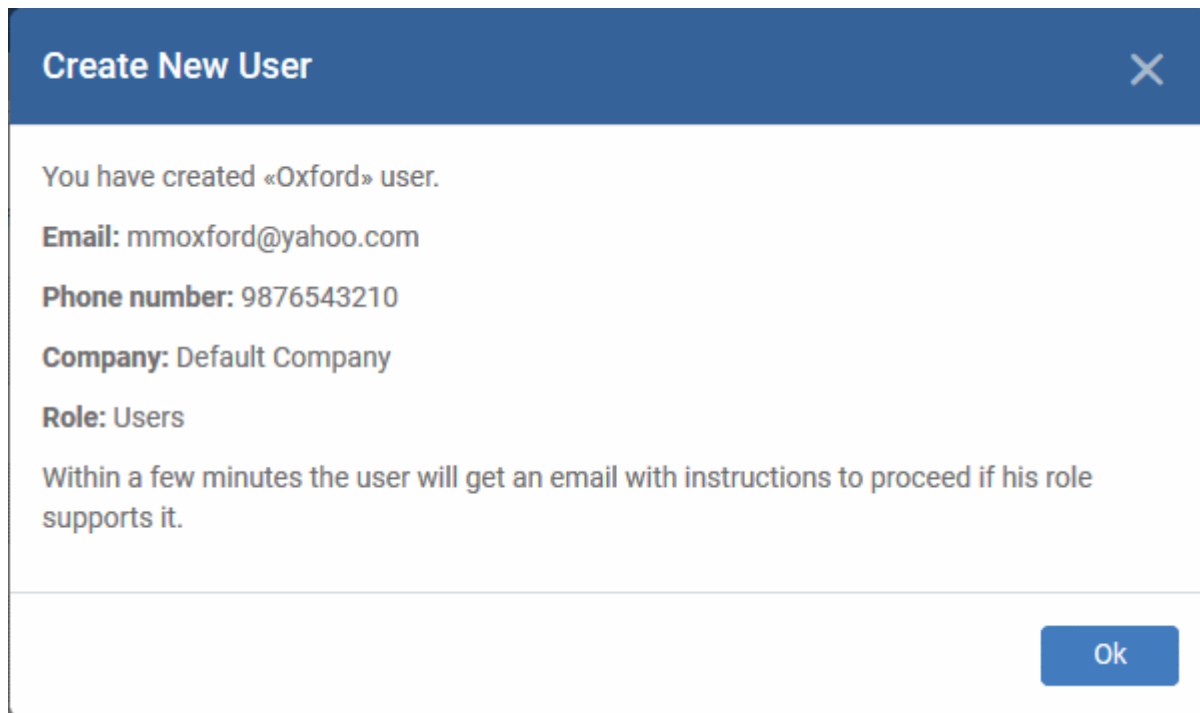 Create New User
You have created «Oxford» user.
Email: mmoxford@yahoo.com
Phone number: 9876543210
Company: Default Company
Role: Users
Within a few minutes the user will get an email with instructions to proceed if his role
supports it.
Ok